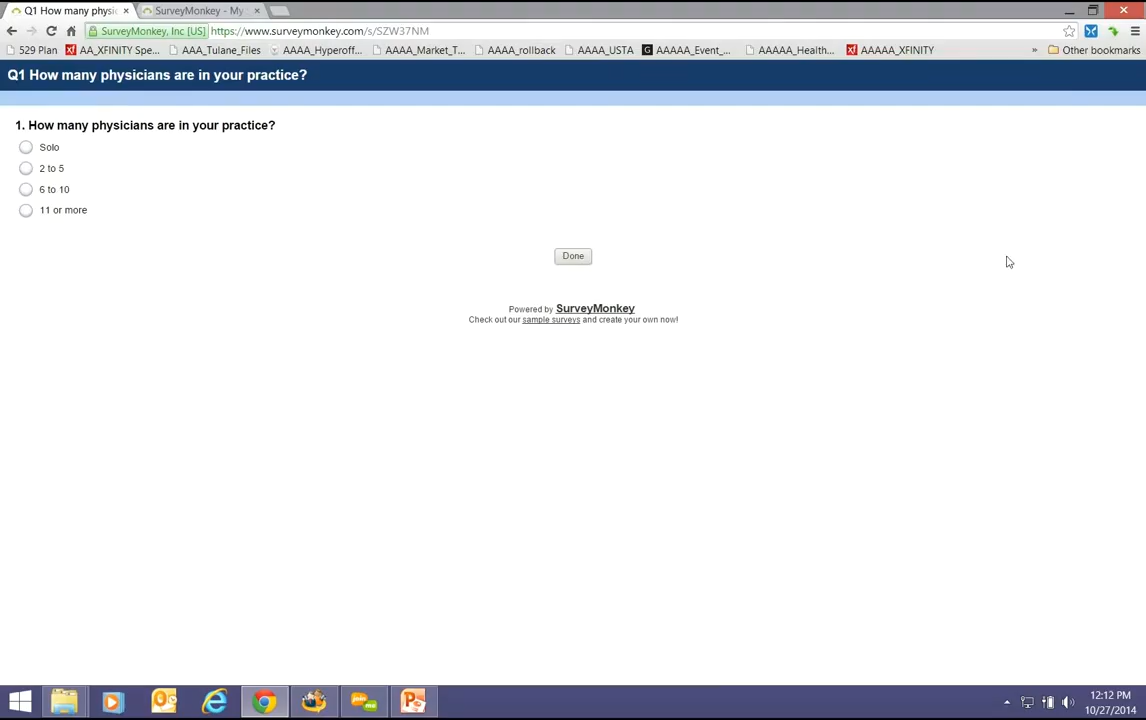 Q1 How many physic
SurveyMonkey - My
SurveyMonkey, Inc [US] https://www.surveymonkey.com/s/SZW37NM
529 Plan AA_XFINITY Spe... AAA_Tulane_Files AAAA_Hyperoff... AAAA_Market_T... AAAA_rollback AAAA_USTA AAAAA_Event_... AAAAA_Health... AAAAA_XFINITY » Other bookmarks
Q1 How many physicians are in your practice?
1. How many physicians are in your practice?
Solo
2 to 5
6 to 10
11 or more
Done
Powered by SurveyMonkey
Check out our sample surveys and create your own now!
12:12 PM
10/27/2014